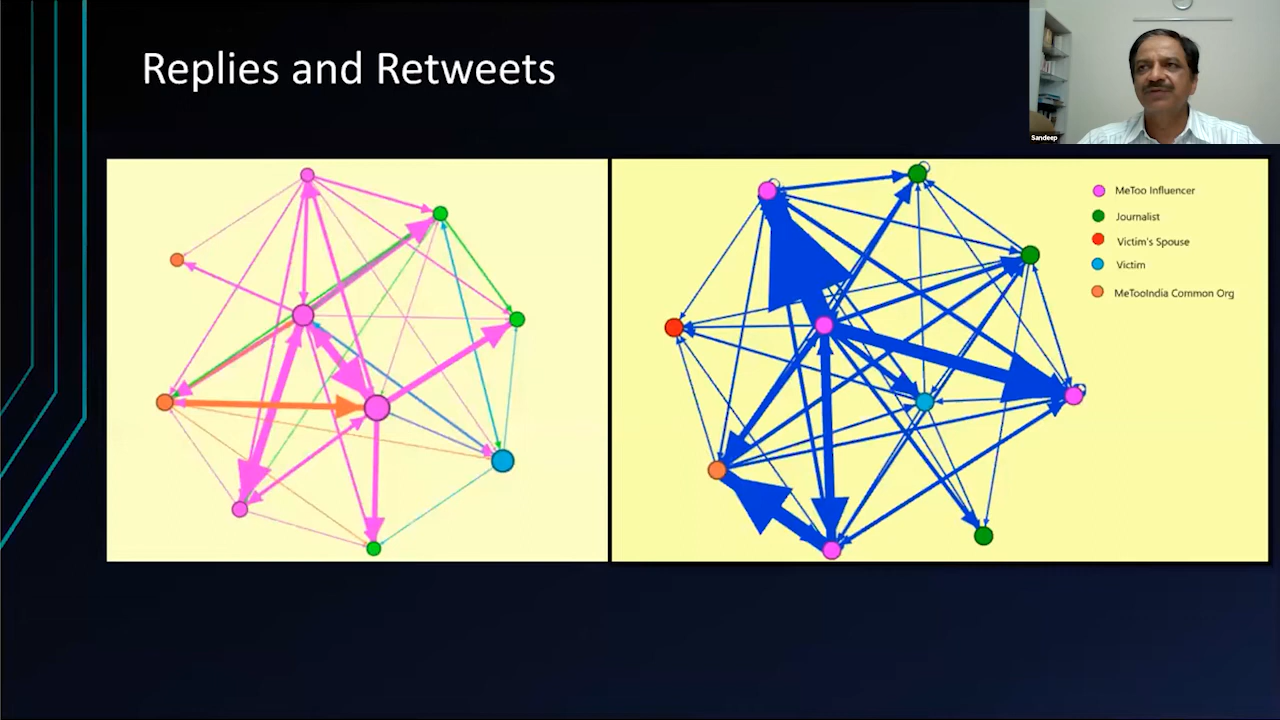 Replies and Retweets
Sandeep
MeToo Influencer
Journalist
Victim's Spouse
Victim
MeTooIndia Common Org